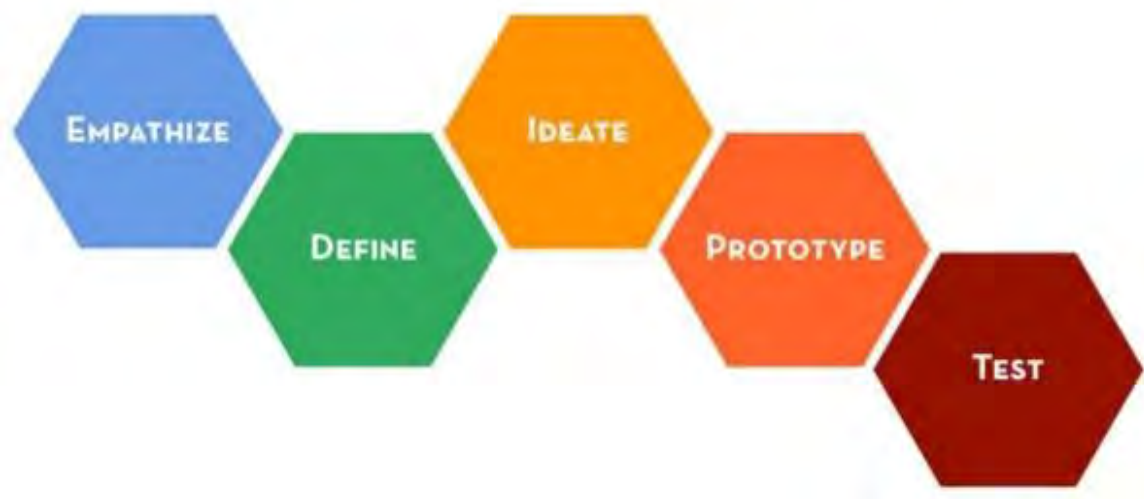 EMPATHIZE
DEFINE
IDEATE
PROTOTYPE
TEST